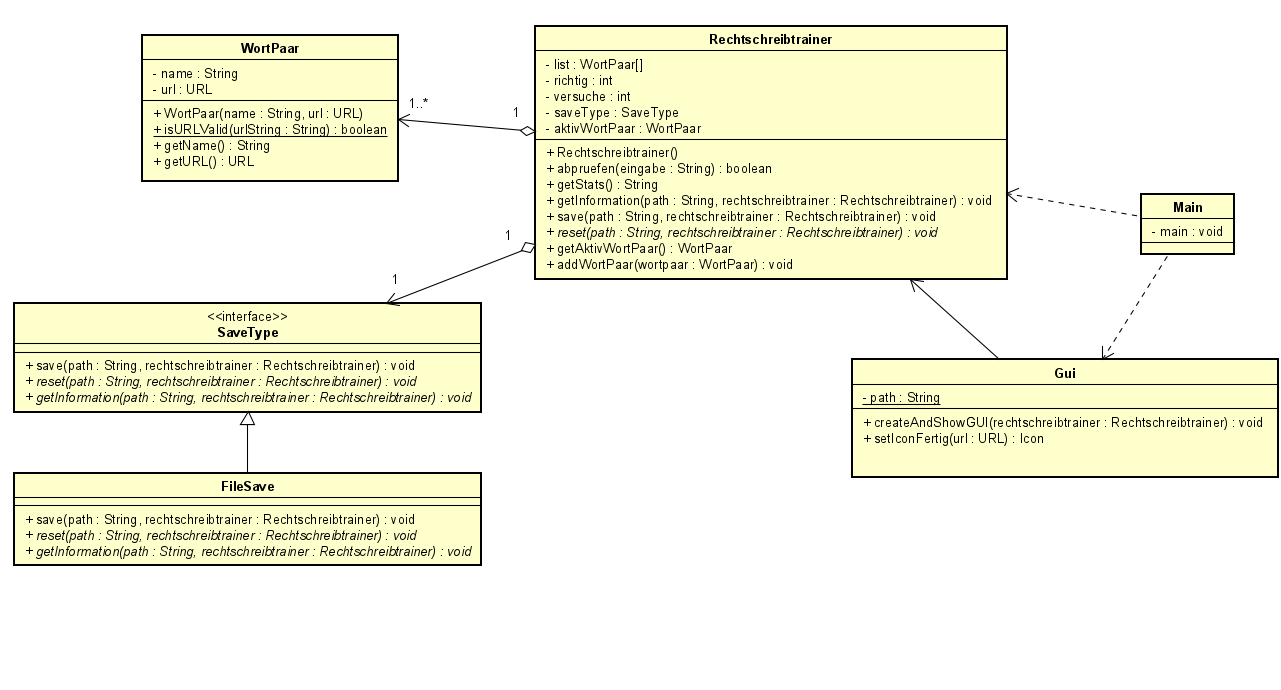 WortPaar
- name : String
- url : URL
+ WortPaar(name : String, url : URL)
+ isURLValid(urlString : String) : boolean
+ getName() : String
+ getURL() : URL
1..*
1
Rechtschreibtrainer
- list : WortPaar[]
- richtig : int
- versuche : int
- saveType : SaveType
- aktivWortPaar : WortPaar
+ Rechtschreibtrainer()
+ abpruefen(eingabe : String) : boolean
+ getStats() : String
+ getInformation(path : String, rechtschreibtrainer : Rechtschreibtrainer) : void
+ save(path : String, rechtschreibtrainer : Rechtschreibtrainer) : void
+ reset(path : String, rechtschreibtrainer : Rechtschreibtrainer) : void
+ getAktivWortPaar() : WortPaar
+ addWortPaar(wortpaar : WortPaar) : void
Main
- main : void
1
1
<<interface>>
SaveType
+ save(path : String, rechtschreibtrainer : Rechtschreibtrainer) : void
+ reset(path : String, rechtschreibtrainer : Rechtschreibtrainer) : void
+ getInformation(path : String, rechtschreibtrainer : Rechtschreibtrainer) : void
Gui
- path : String
+ createAndShowGUI(rechtschreibtrainer : Rechtschreibtrainer) : void
+ setIconFertig(url : URL) : Icon
FileSave
+ save(path : String, rechtschreibtrainer : Rechtschreibtrainer) : void
+ reset(path : String, rechtschreibtrainer : Rechtschreibtrainer) : void
+ getInformation(path : String, rechtschreibtrainer : Rechtschreibtrainer) : void